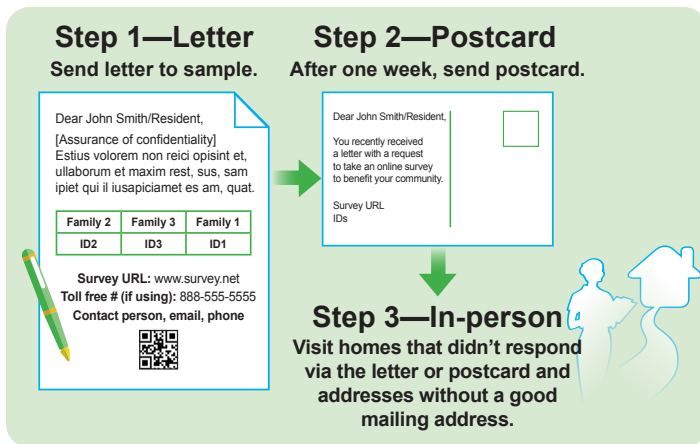 Step 1—Letter
Send letter to sample.
Dear John Smith/Resident,
[Assurance of confidentiality]
Estius volorem non reici opisint et,
ullaborum et maxim rest, sus, sam
ipiet qui il iusapiciamet es am, quat.
Family 2 Family 3 Family 1
ID2 ID3 ID1
Survey URL: www.survey.net
Toll free # (if using): 888-555-5555
Contact person, email, phone
Step 2—Postcard
After one week, send postcard.
Dear John Smith/Resident,
You recently received
a letter with a request
to take an online survey
to benefit your community.
Survey URL
IDs
Step 3—In-person
Visit homes that didn’t respond
via the letter or postcard and
addresses without a good
mailing address.